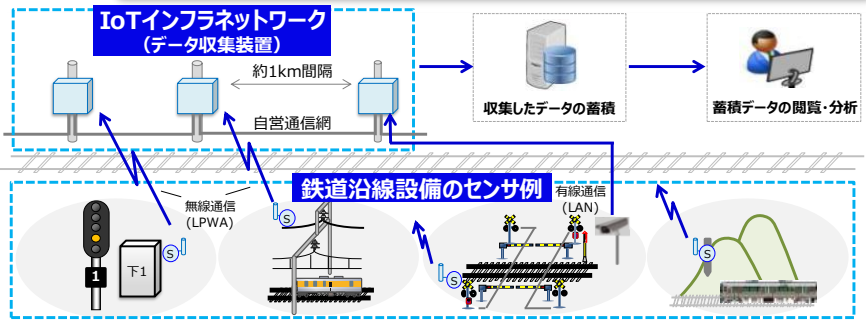 IoTインフラネットワーク
(データ収集装置)
約1km間隔
自営通信網
収集したデータの蓄積
蓄積データの閲覧・分析
鉄道沿線設備のセンサ例
無線通信
(LPWA)
有線通信
(LAN)
S
S
S
S
1
下1